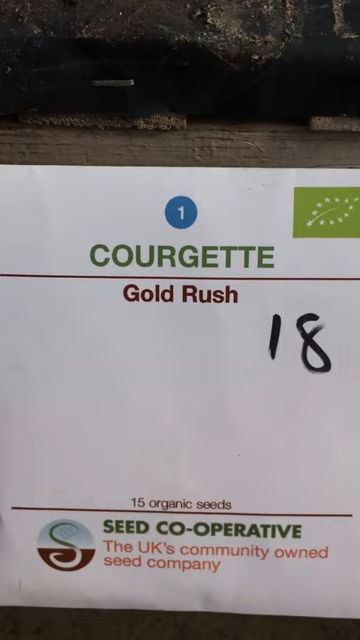 1
COURGETTE
Gold Rush
18
15 organic seeds
SEED CO-OPERATIVE
The UK's community owned
seed company